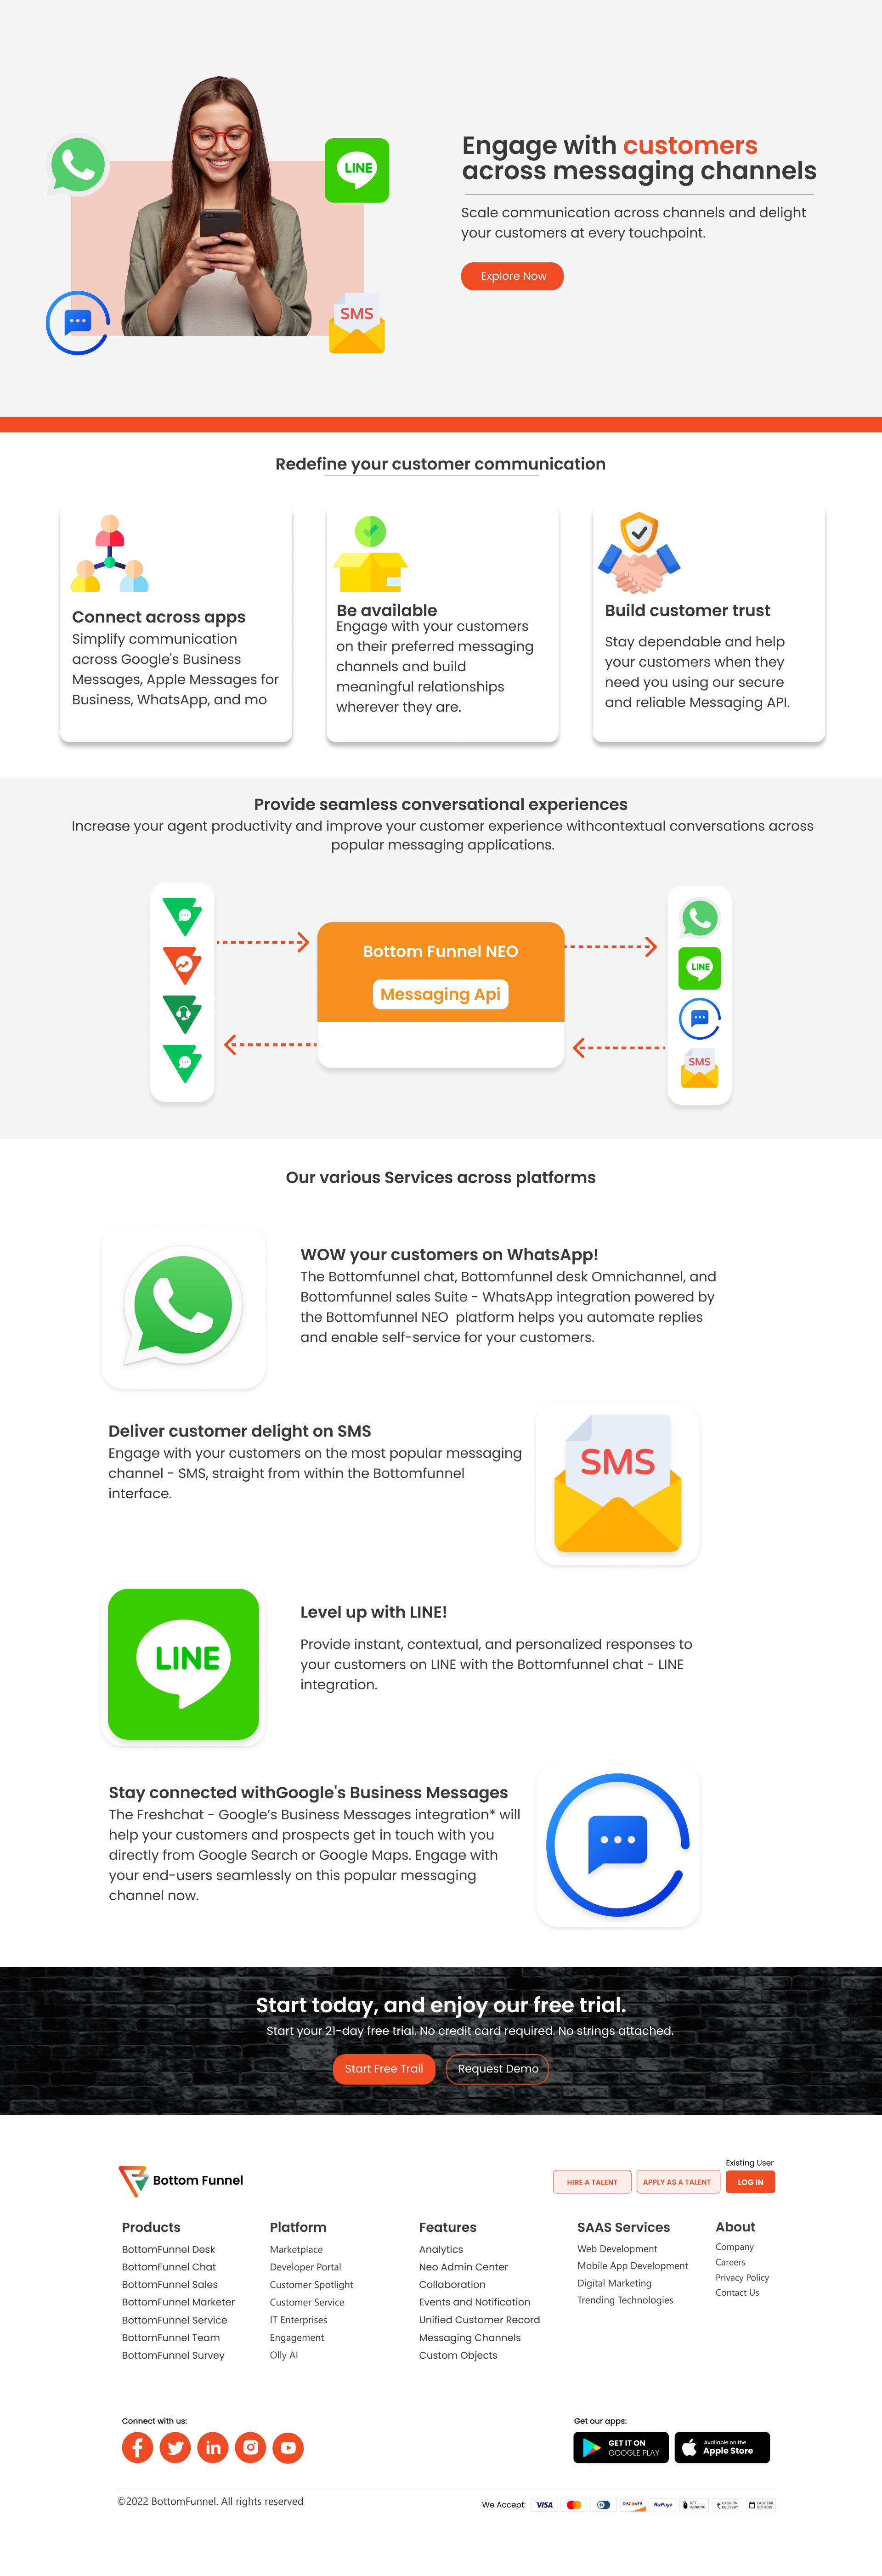 Engage with customers
across messaging channels
Scale communication across channels and delight
your customers at every touchpoint.
Explore Now
LINE
SMS
Redefine your customer communication
Connect across apps
Simplify communication
across Google's Business
Messages, Apple Messages for
Business, WhatsApp, and mo
Be available
Engage with your customers
on their preferred messaging
channels and build
meaningful relationships
wherever they are.
Build customer trust
Stay dependable and help
your customers when they
need you using our secure
and reliable Messaging API.
Provide seamless conversational experiences
Increase your agent productivity and improve your customer experience withcontextual conversations across
popular messaging applications.
Bottom Funnel NEO
Messaging Api
LINE
SMS
Our various Services across platforms
WOW your customers on WhatsApp!
The Bottomfunnel chat, Bottomfunnel desk Omnichannel, and
Bottomfunnel sales Suite - WhatsApp integration powered by
the Bottomfunnel NEO  platform helps you automate replies
and enable self-service for your customers.
Deliver customer delight on SMS
Engage with your customers on the most popular messaging
channel - SMS, straight from within the Bottomfunnel
interface.
SMS
LINE
Level up with LINE!
Provide instant, contextual, and personalized responses to
your customers on LINE with the Bottomfunnel chat - LINE
integration.
Stay connected withGoogle's Business Messages
The Freshchat - Google’s Business Messages integration* will
help your customers and prospects get in touch with you
directly from Google Search or Google Maps. Engage with
your end-users seamlessly on this popular messaging
channel now.
Start today, and enjoy our free trial.
Start your 21-day free trial. No credit card required. No strings attached.
Start Free Trail
Request Demo
Bottom Funnel
Existing User
HIRE A TALENT
APPLY AS A TALENT
LOG IN
Products
BottomFunnel Desk
BottomFunnel Chat
BottomFunnel Sales
BottomFunnel Marketer
BottomFunnel Service
BottomFunnel Team
BottomFunnel Survey
Platform
Marketplace
Developer Portal
Customer Spotlight
Customer Service
IT Enterprises
Engagement
Olly AI
Features
Analytics
Neo Admin Center
Collaboration
Events and Notification
Unified Customer Record
Messaging Channels
Custom Objects
SAAS Services
Web Development
Mobile App Development
Digital Marketing
Trending Technologies
About
Company
Careers
Privacy Policy
Contact Us
Connect with us:
Get our apps:
GET IT ON
GOOGLE PLAY
Available on the
Apple Store
©2022 BottomFunnel. All rights reserved
We Accept:
VISA
DISCOVER
RuPay
NET
BANKING
CASH ON
DELIVERY
EASY EMI
OPTIONS